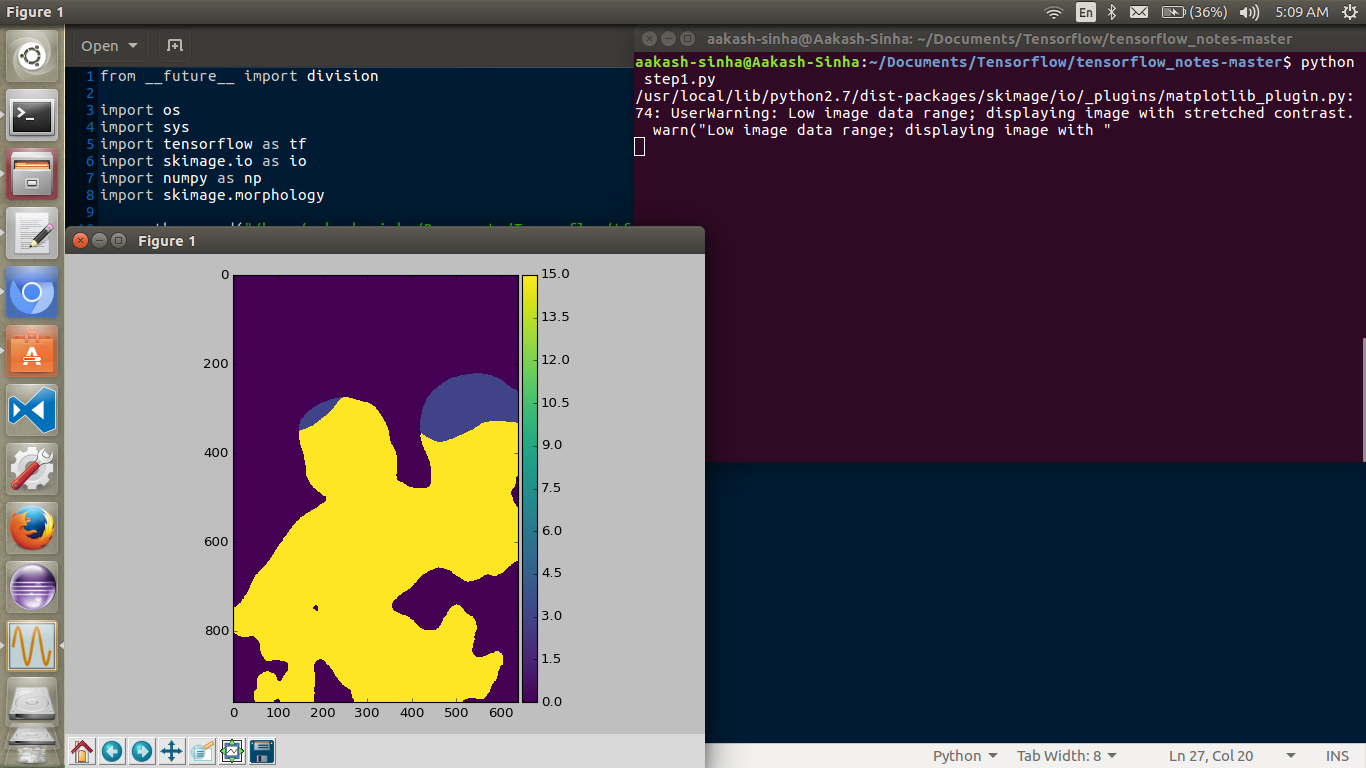 Figure 1
En
(36%)
5:09 AM
Open
aakash-sinha@Aakash-Sinha: ~/Documents/Tensorflow/tensorflow_notes-master
1 from __future__ import division
2
3 import os
4 import sys
5 import tensorflow as tf
6 import skimage.io as io
7 import numpy as np
8 import skimage.morphology
9
aakash-sinha@Aakash-Sinha:~/Documents/Tensorflow/tensorflow_notes-master$ python
step1.py
/usr/local/lib/python2.7/dist-packages/skimage/io/_plugins/matplotlib_plugin.py:
74: UserWarning: Low image data range; displaying image with stretched contrast.
warn("Low image data range; displaying image with "
Figure 1
0
200
400
600
800
0 100 200 300 400 500 600
15.0
13.5
12.0
10.5
9.0
7.5
6.0
4.5
3.0
1.5
0.0
Python
Tab Width: 8
Ln 27, Col 20
INS